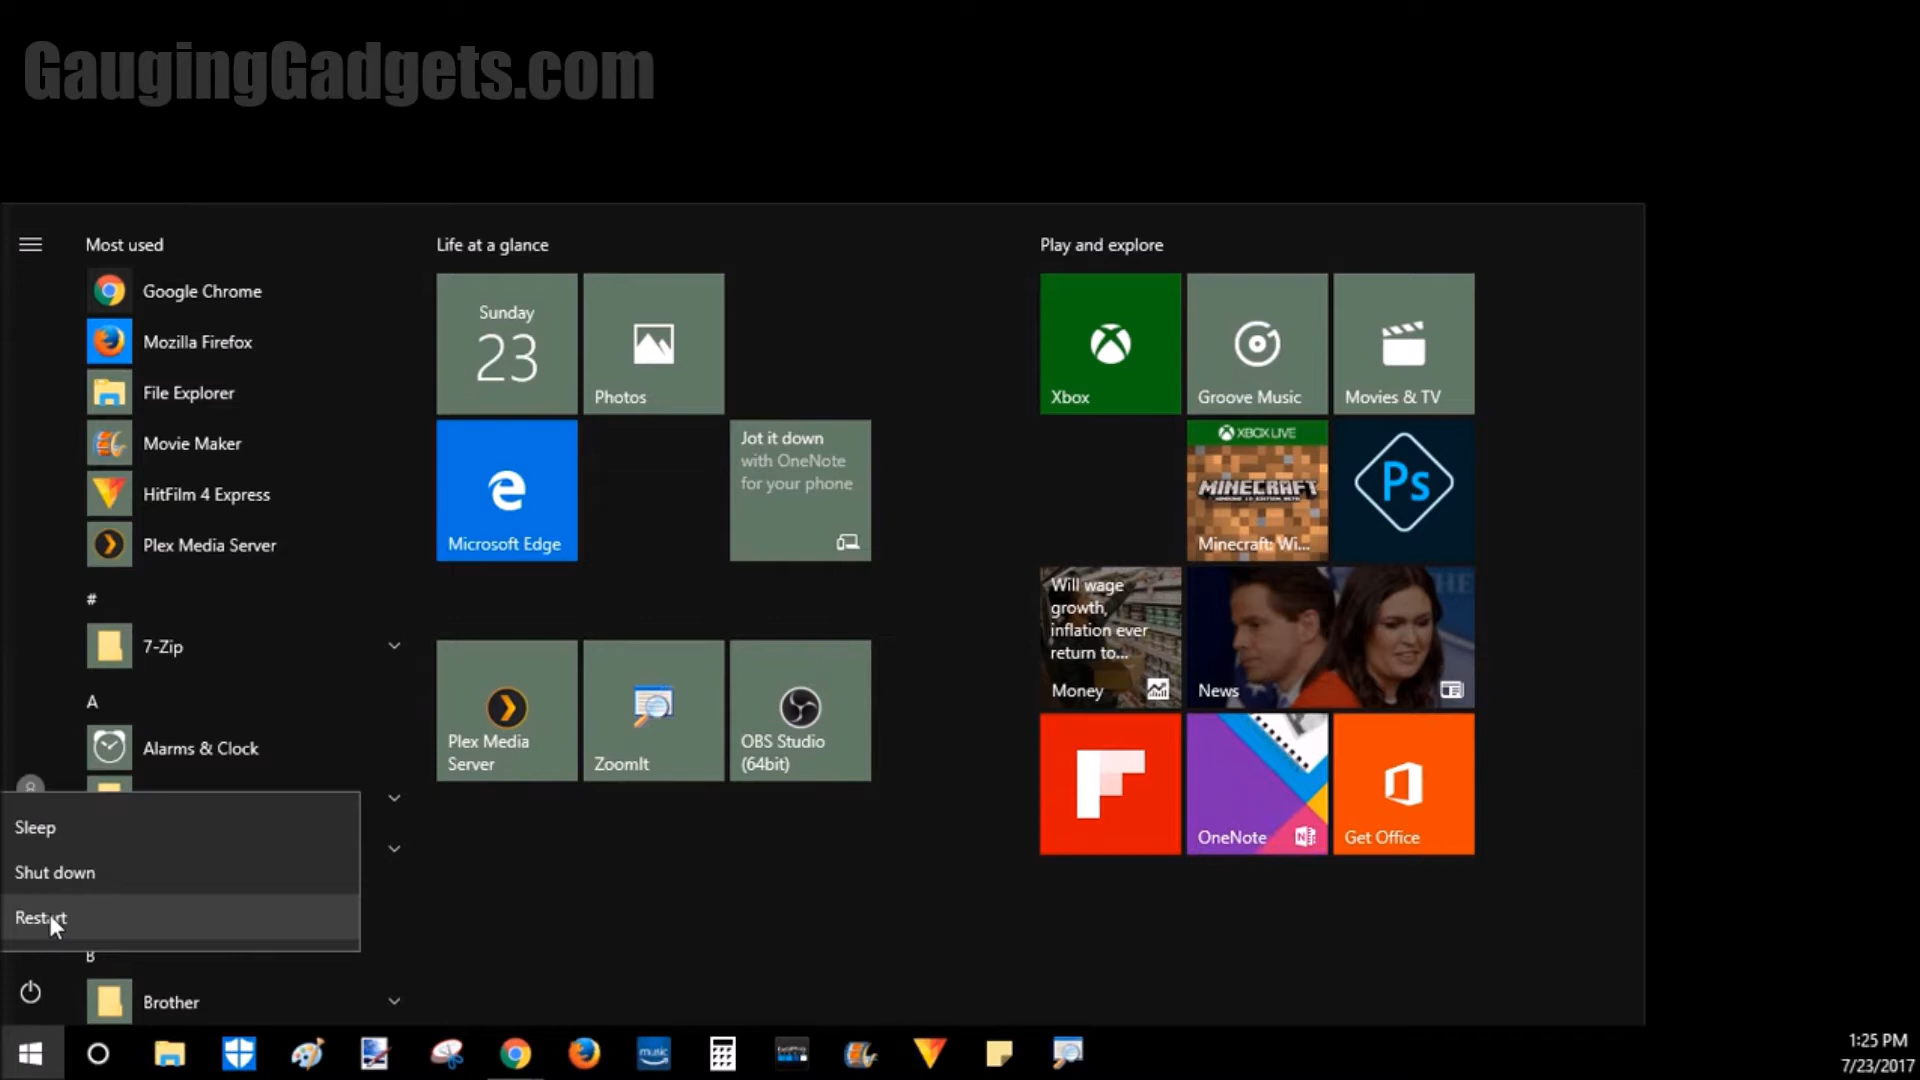 GaugingGadgets.com
Most used
Google Chrome
Mozilla Firefox
File Explorer
Movie Maker
HitFilm 4 Express
Plex Media Server
#
7-Zip
A
Alarms & Clock
Sleep
Shut down
Restart
B
Brother
Life at a glance
Sunday
23
Photos
Microsoft Edge
Jot it down
with OneNote
for your phone
Plex Media
Server
ZoomIt
OBS Studio
(64bit)
Play and explore
Xbox
Groove Music
Movies & TV
XBOX LIVE
MINECRAFT
Minecraft: Wi...
Ps
Will wage
growth,
inflation ever
return to...
Money
THE
News
OneNote
Get Office
music
1:25 PM
7/23/2017